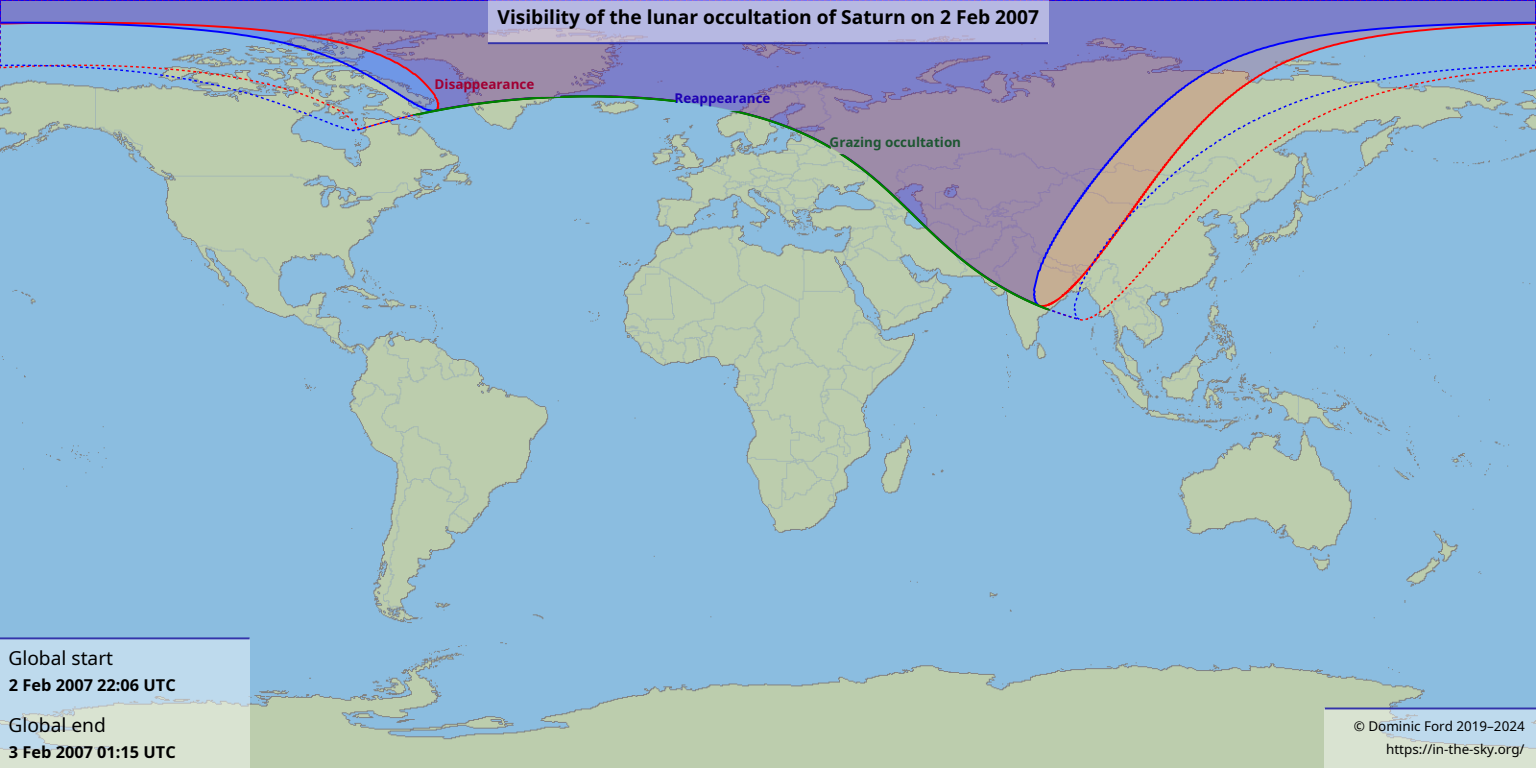 Visibility of the lunar occultation of Saturn on 2 Feb 2007
Disappearance
Reappearance
Grazing occultation
Global start
2 Feb 2007 22:06 UTC
Global end
3 Feb 2007 01:15 UTC
© Dominic Ford 2019–2024
https://in-the-sky.org/